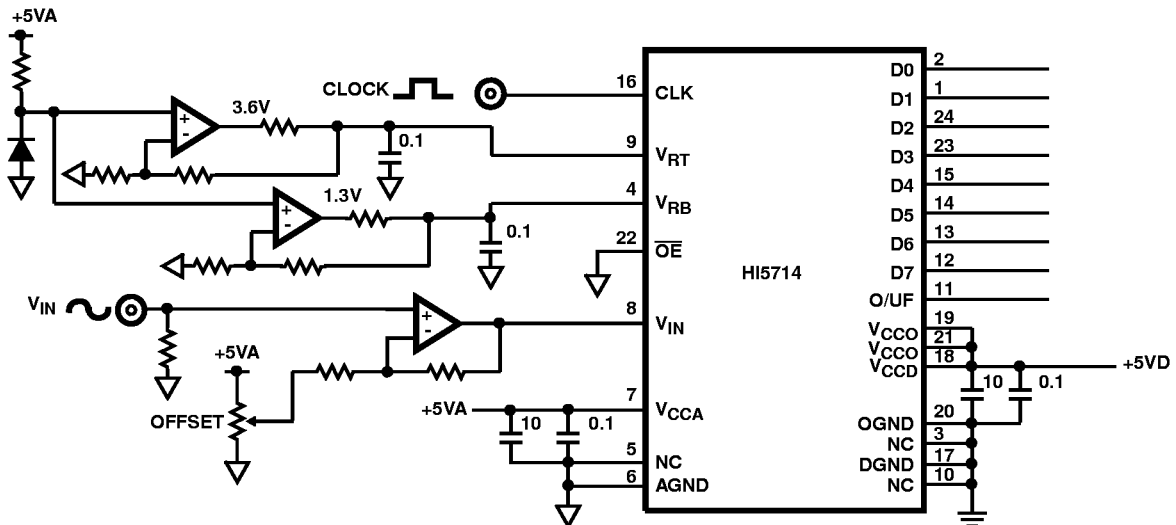 +5VA
3.6V
0.1
+
-
1.3V
0.1
+
-
CLOCK
VIN
+
-
+5VA
OFFSET
+5VA
10
0.1
16 CLK
9 VRT
4 VRB
22 OE
8 VIN
7 VCCA
5 NC
6 AGND
HI5714
D0 2
D1 1
D2 24
D3 23
D4 15
D5 14
D6 13
D7 12
O/UF 11
VCCO 19
VCCO 21
VCCD 18
+5VD
10
0.1
OGND 20
NC 3
DGND 17
NC 10